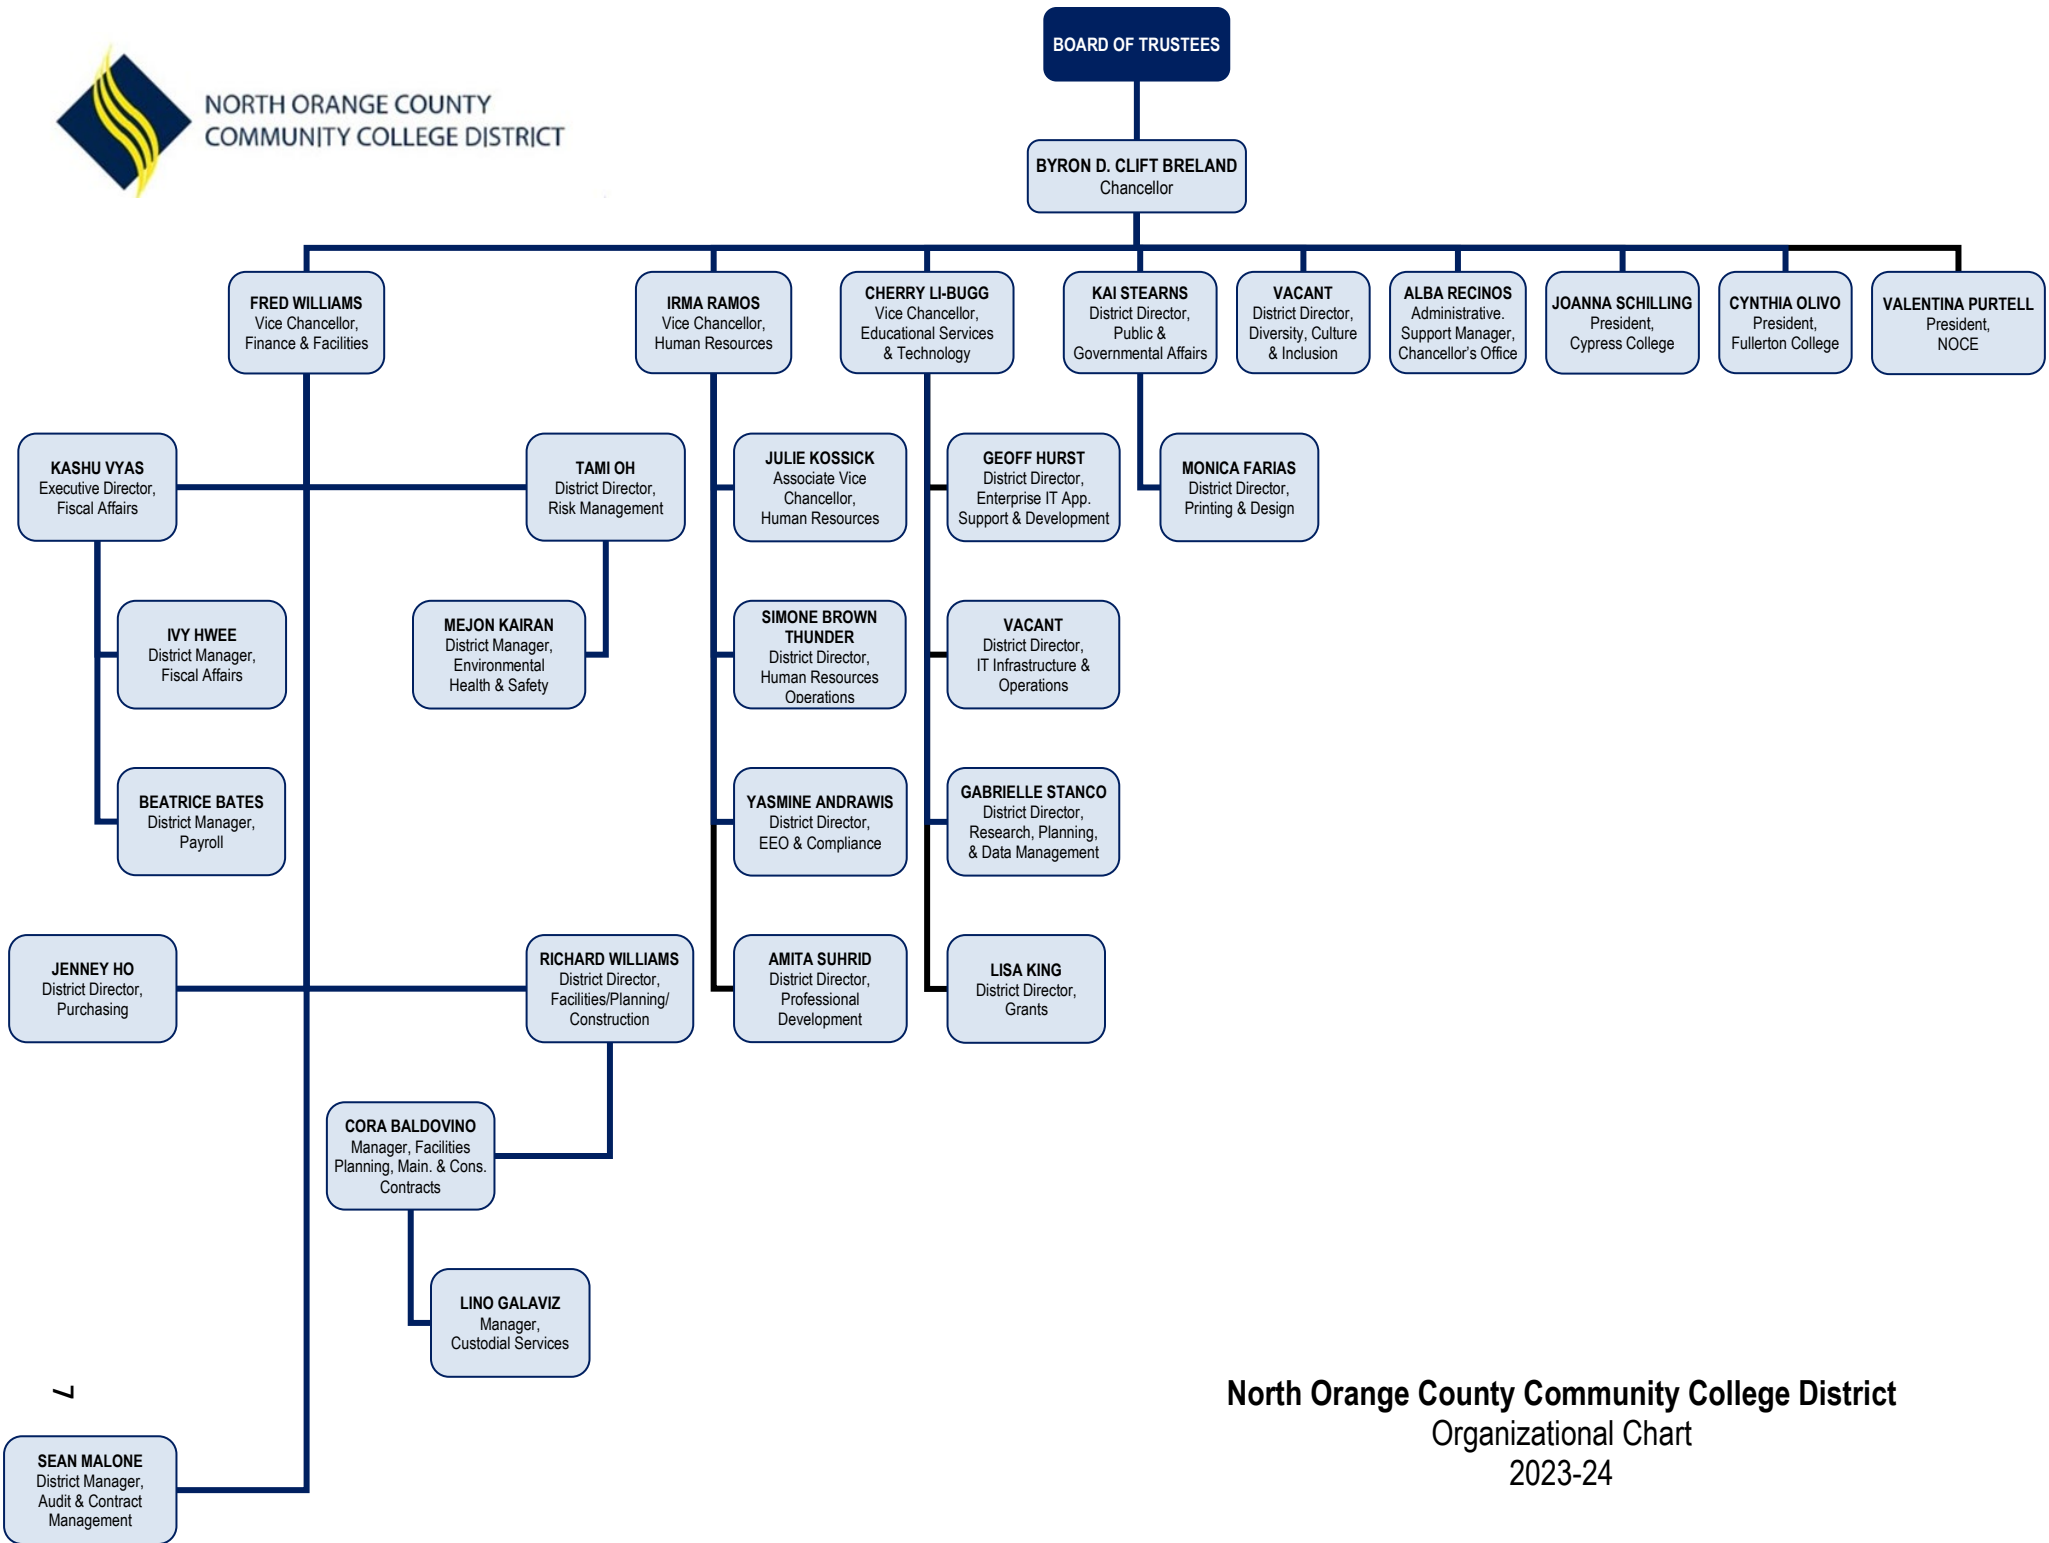 BOARD OF TRUSTEES
NORTH ORANGE COUNTY
COMMUNITY COLLEGE DISTRICT
BYRON D. CLIFT BRELAND
Chancellor
FRED WILLIAMS
Vice Chancellor,
Finance & Facilities
IRMA RAMOS
Vice Chancellor,
Human Resources
CHERRY LI-BUGG
Vice Chancellor,
Educational Services
& Technology
KAI STEARNS
District Director,
Public &
Governmental Affairs
VACANT
District Director,
Diversity, Culture
& Inclusion
ALBA RECINOS
Administrative.
Support Manager,
Chancellor’s Office
JOANNA SCHILLING
President,
Cypress College
CYNTHIA OLIVO
President,
Fullerton College
VALENTINA PURTELL
President,
NOCE
KASHU VYAS
Executive Director,
Fiscal Affairs
TAMI OH
District Director,
Risk Management
JULIE KOSSICK
Associate Vice
Chancellor,
Human Resources
GEOFF HURST
District Director,
Enterprise IT App.
Support & Development
MONICA FARIAS
District Director,
Printing & Design
IVY HWEE
District Manager,
Fiscal Affairs
MEJON KAIRAN
District Manager,
Environmental
Health & Safety
SIMONE BROWN
THUNDER
District Director,
Human Resources
Operations
VACANT
District Director,
IT Infrastructure &
Operations
BEATRICE BATES
District Manager,
Payroll
YASMINE ANDRAWIS
District Director,
EEO & Compliance
GABRIELLE STANCO
District Director,
Research, Planning,
& Data Management
JENNEY HO
District Director,
Purchasing
RICHARD WILLIAMS
District Director,
Facilities/Planning/
Construction
AMITA SUHRID
District Director,
Professional
Development
LISA KING
District Director,
Grants
CORA BALDOVINO
Manager, Facilities
Planning, Main. & Cons.
Contracts
LINO GALAVIZ
Manager,
Custodial Services
7
SEAN MALONE
District Manager,
Audit & Contract
Management
North Orange County Community College District
Organizational Chart
2023-24